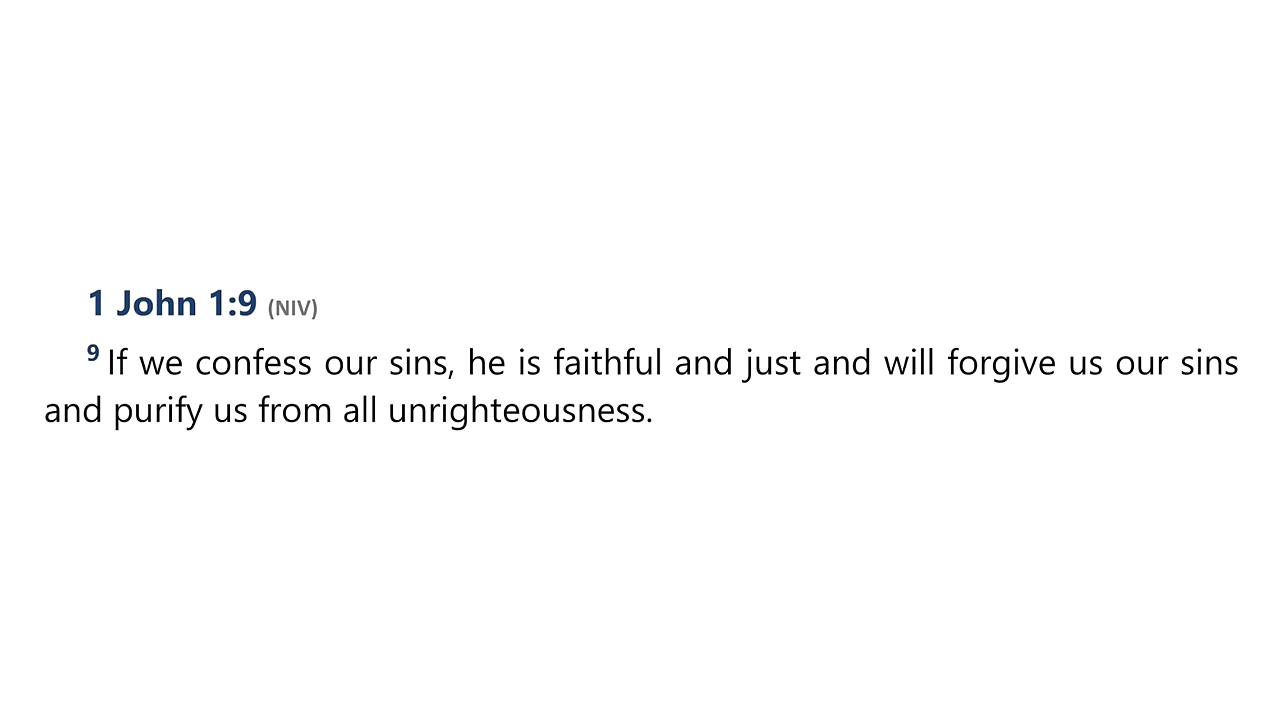 1 John 1:9 (NIV)
9 If we confess our sins, he is faithful and just and will forgive us our sins
and purify us from all unrighteousness.